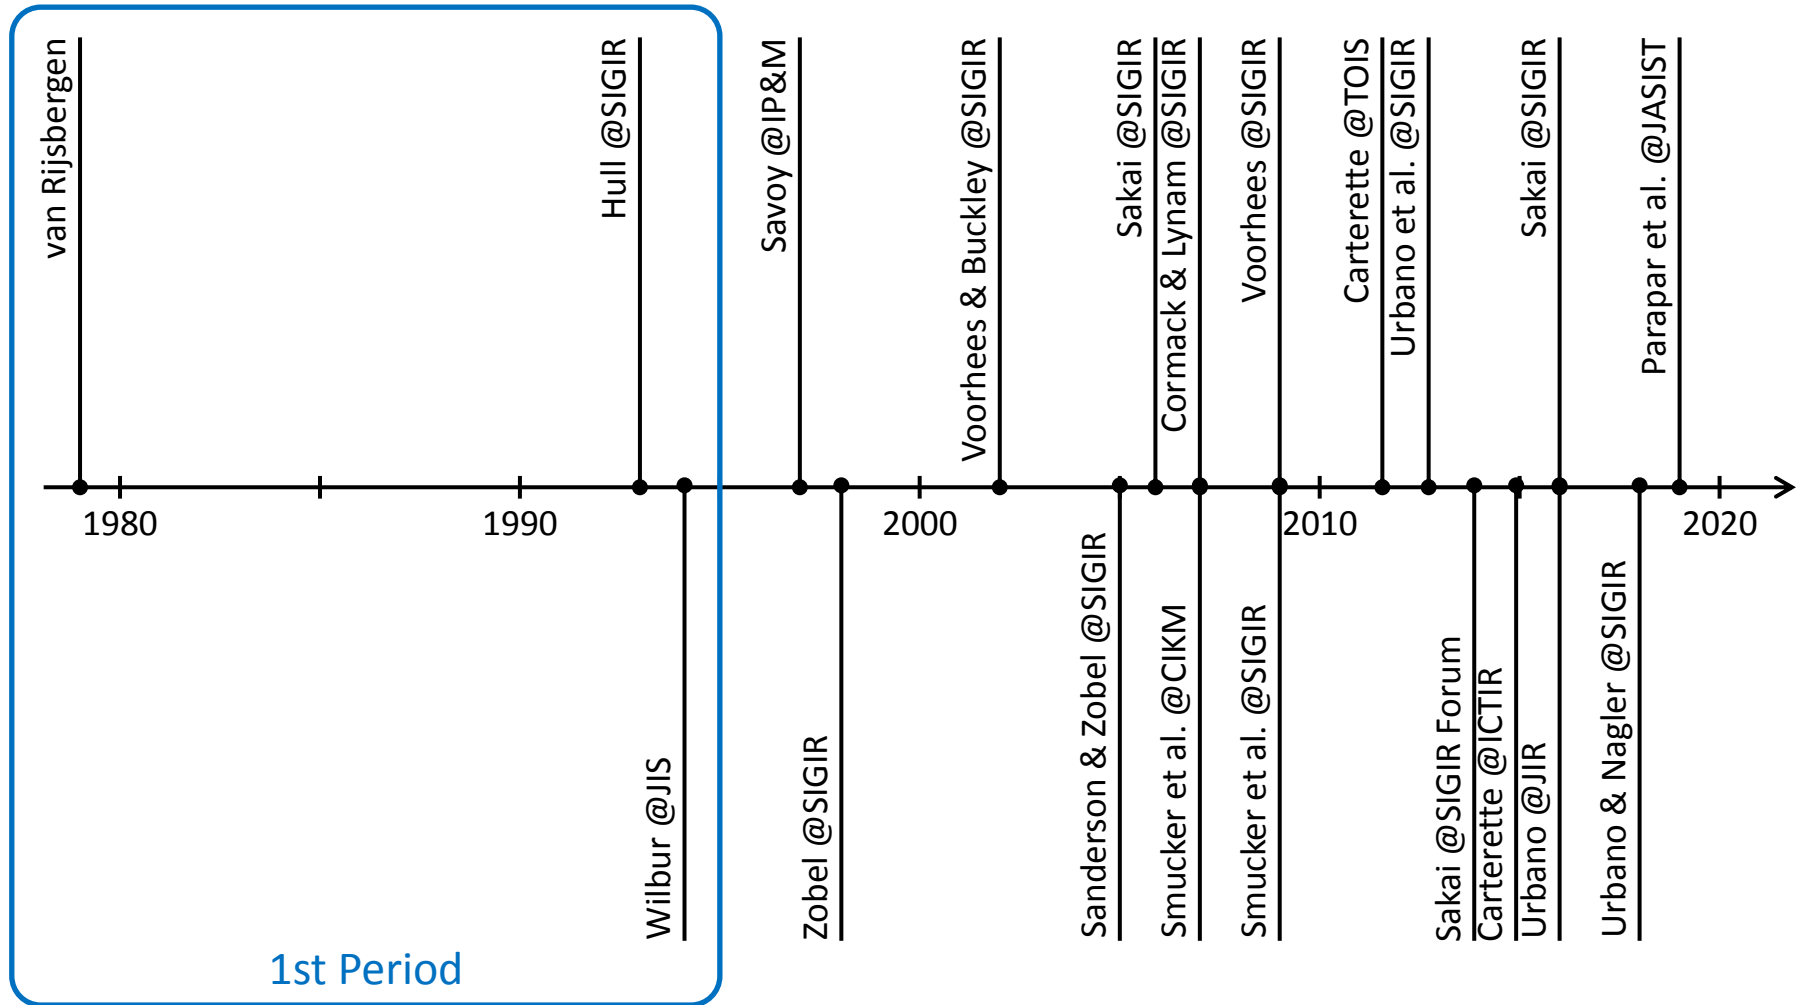 van Rijsbergen
Hull @SIGIR
Savoy @IP&M
Voorhees & Buckley @SIGIR
Sakai @SIGIR
Cormack & Lynam @SIGIR
Voorhees @SIGIR
Carterette @TOIS
Urbano et al. @SIGIR
Sakai @SIGIR
Parapar et al. @JASIST
1980
1990
2000
2010
2020
Wilbur @JIS
Zobel @SIGIR
Sanderson & Zobel @SIGIR
Smucker et al. @CIKM
Smucker et al. @SIGIR
Sakai @SIGIR Forum
Carterette @ICTIR
Urbano @JIR
Urbano & Nagler @SIGIR
1st Period